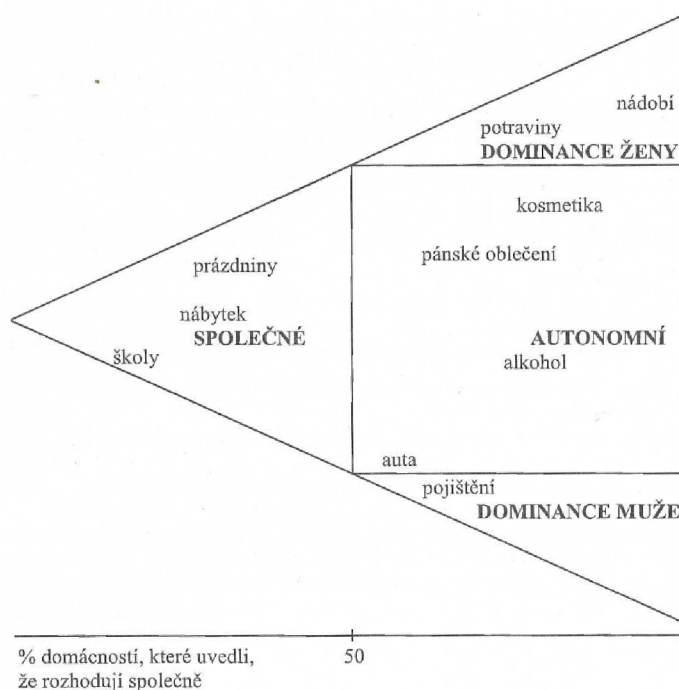 nádobí
potraviny
DOMINANCE ŽENY
kosmetika
pánské oblečení
prázdniny
nábytek
SPOLEČNÉ
AUTONOMNÍ
školy
alkohol
auta
pojištění
DOMINANCE MUŽE
% domácností, které uvedli,
že rozhodují společně
50